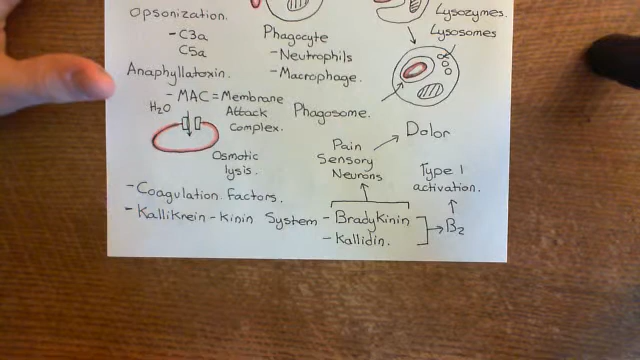 Opsonization.
- C3a
C5a
Anaphyllatoxin.
- MAC = Membrane
Attack
Complex.
H2O
Osmotic
lysis.
Phagocyte
- Neutrophils
- Macrophage.
Lysozymes.
Lysosomes
Phagosome.
Dolor
Pain
Sensory
Neurons
Type 1
activation.
- Coagulation Factors.
- Kallikrein - Kinin System - Bradykinin
- Kallidin.
B2